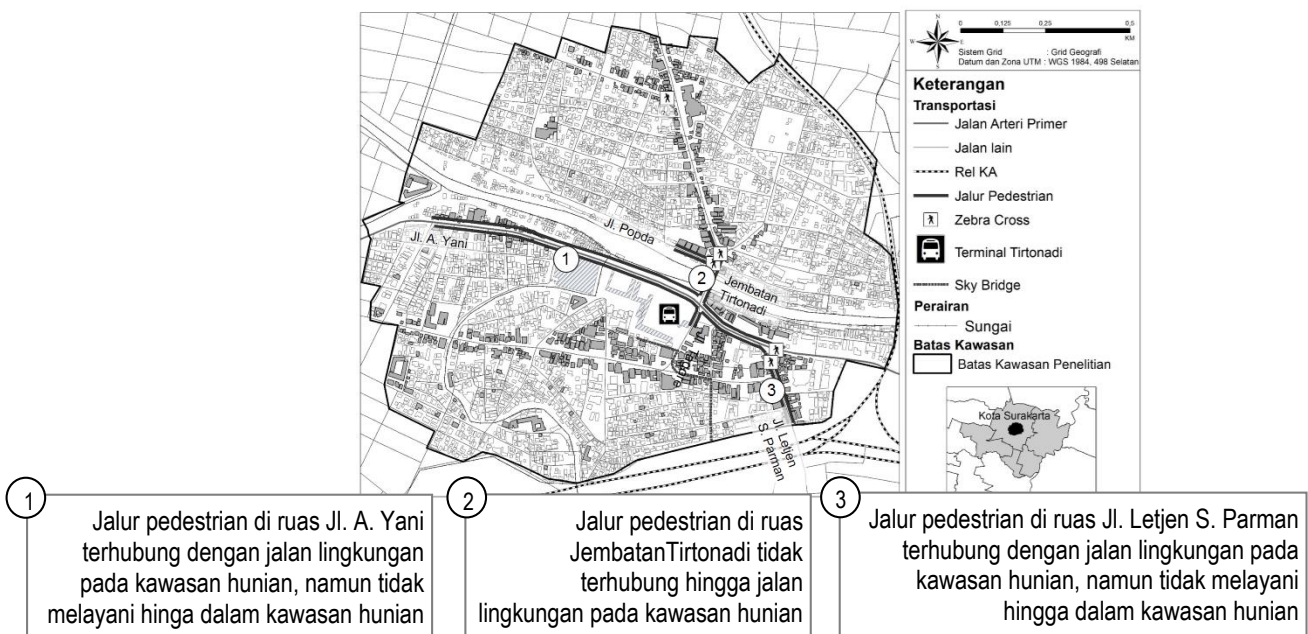 N
W
E
S
0 0,125 0,25 0,5
KM
Sistem Grid : Grid Geografi
Datum dan Zona UTM : WGS 1984, 498 Selatan
Keterangan
Transportasi
Jalan Arteri Primer
Jalan lain
Rel KA
Jalur Pedestrian
Zebra Cross
Terminal Tirtonadi
Sky Bridge
Perairan
Sungai
Batas Kawasan
Batas Kawasan Penelitian
Kota Surakarta
Jl. Popda
Jl. A. Yani
1
2
Jembatan
Tirtonadi
3
Jl. Letjen
S. Parman
1
Jalur pedestrian di ruas Jl. A. Yani
terhubung dengan jalan lingkungan
pada kawasan hunian, namun tidak
melayani hinga dalam kawasan hunian
2
Jalur pedestrian di ruas
JembatanTirtonadi tidak
terhubung hingga jalan
lingkungan pada kawasan hunian
3
Jalur pedestrian di ruas Jl. Letjen S. Parman
terhubung dengan jalan lingkungan pada
kawasan hunian, namun tidak melayani
hingga dalam kawasan hunian